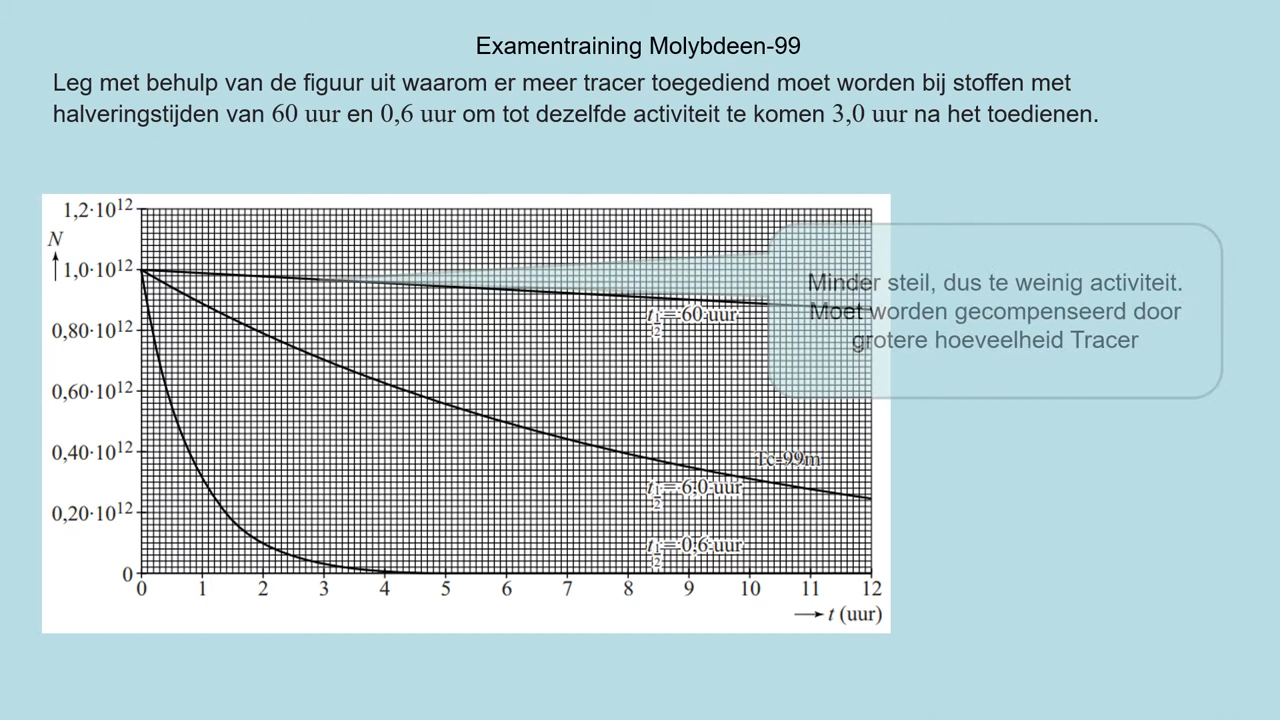 Examentraining Molybdeen-99
Leg met behulp van de figuur uit waarom er meer tracer toegediend moet worden bij stoffen met
halveringstijden van 60 uur en 0,6 uur om tot dezelfde activiteit te komen 3,0 uur na het toedienen.
1,2·10¹²
N
1,0·10¹²
0,80·10¹²
0,60·10¹²
0,40·10¹²
0,20·10¹²
0
Minder steil, dus te weinig activiteit.
Moet worden gecompenseerd door
grotere hoeveelheid Tracer
t½ = 60 uur
Tc-99m
t½ = 6,0 uur
t½ = 0,6 uur
0 1 2 3 4 5 6 7 8 9 10 11 12
→ t (uur)